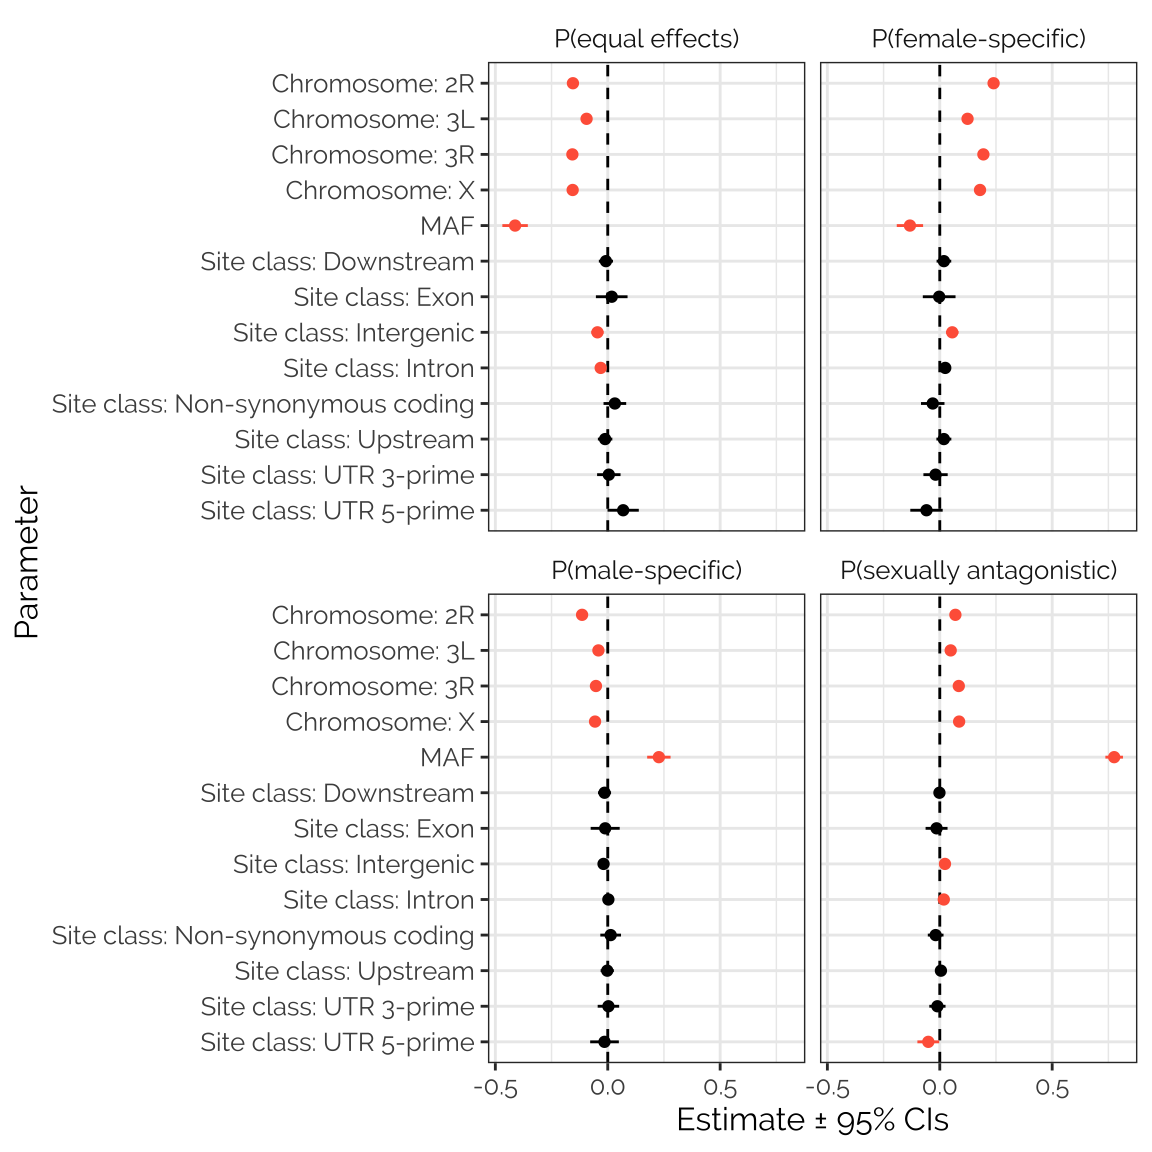 P(equal effects) P(female-specific)
Chromosome: 2R
Chromosome: 3L
Chromosome: 3R
Chromosome: X
MAF
Site class: Downstream
Site class: Exon
Site class: Intergenic
Site class: Intron
Site class: Non-synonymous coding
Site class: Upstream
Site class: UTR 3-prime
Site class: UTR 5-prime
Parameter
P(male-specific) P(sexually antagonistic)
Chromosome: 2R
Chromosome: 3L
Chromosome: 3R
Chromosome: X
MAF
Site class: Downstream
Site class: Exon
Site class: Intergenic
Site class: Intron
Site class: Non-synonymous coding
Site class: Upstream
Site class: UTR 3-prime
Site class: UTR 5-prime
-0.5 0.0 0.5 -0.5 0.0 0.5
Estimate ± 95% CIs